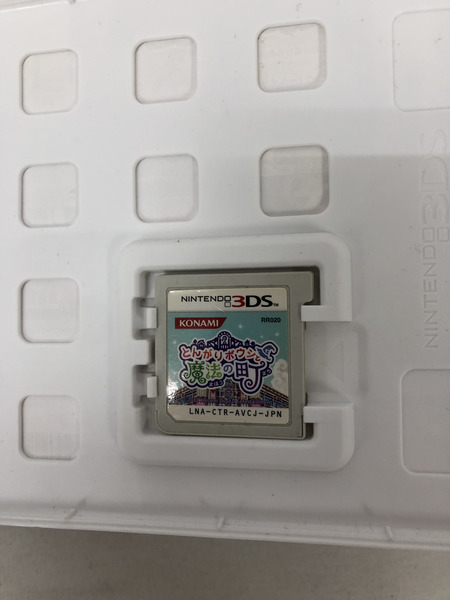 NINTENDO 3DS™
KONAMI RR020
とんがりボウシと
魔法の町
LNA-CTR-AVCJ-JPN
NINTENDO 3DS